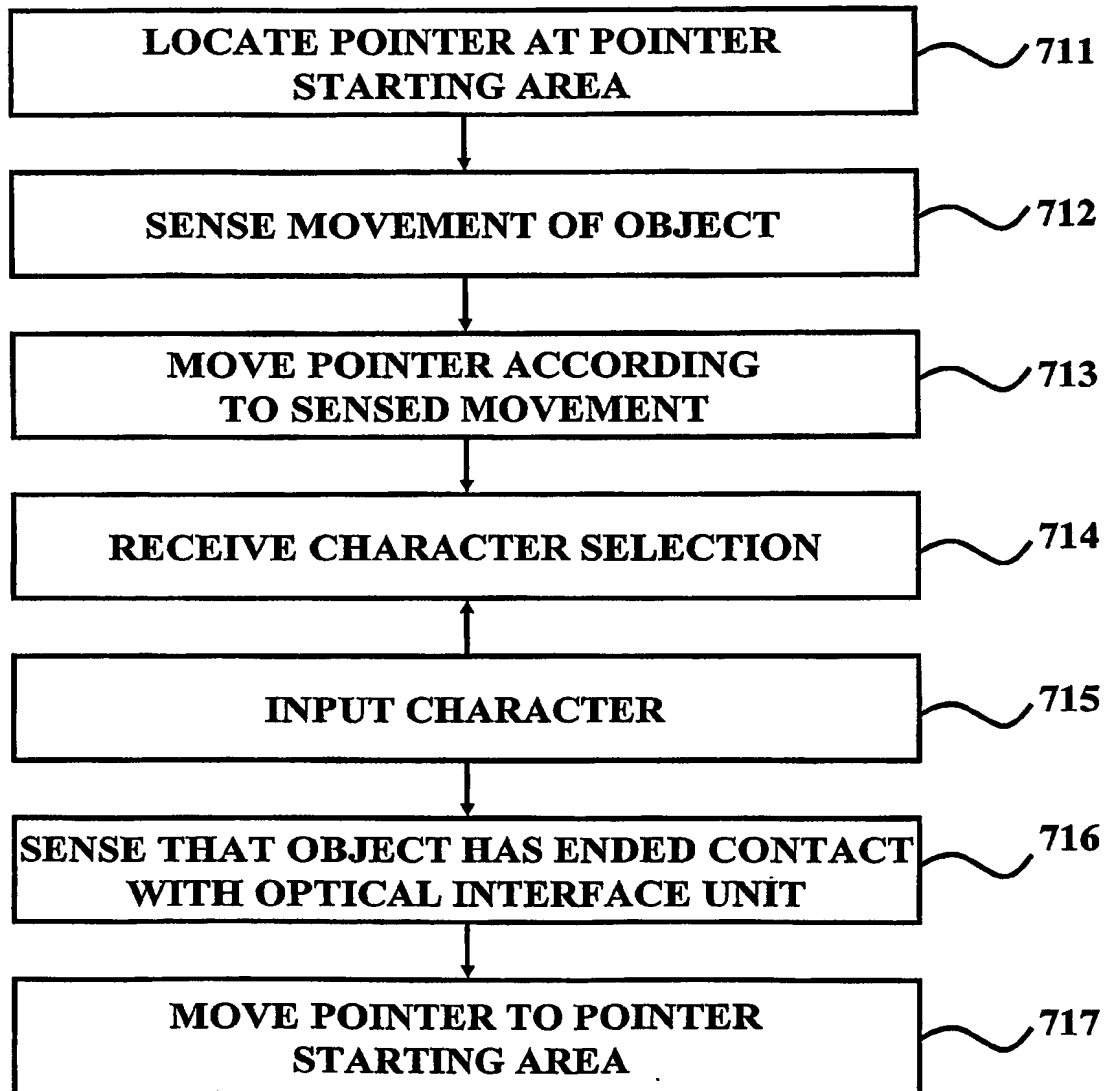 LOCATE POINTER AT POINTER
STARTING AREA
711
SENSE MOVEMENT OF OBJECT
712
MOVE POINTER ACCORDING
TO SENSED MOVEMENT
713
RECEIVE CHARACTER SELECTION
714
INPUT CHARACTER
715
SENSE THAT OBJECT HAS ENDED CONTACT
WITH OPTICAL INTERFACE UNIT
716
MOVE POINTER TO POINTER
STARTING AREA
717